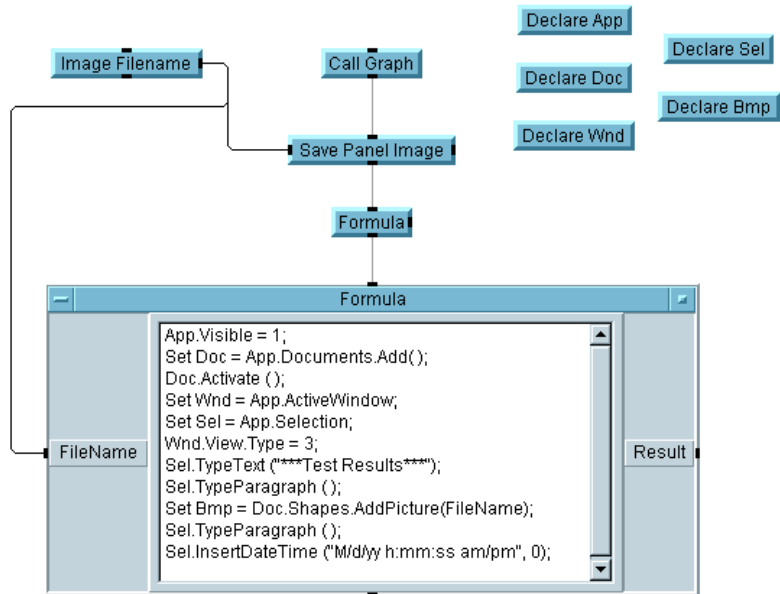 Declare App
Image Filename
Call Graph
Declare Sel
Declare Doc
Declare Bmp
Declare Wnd
Save Panel Image
Formula
Formula
App.Visible = 1;
Set Doc = App.Documents.Add();
Doc.Activate ();
Set Wnd = App.ActiveWindow;
Set Sel = App.Selection;
Wnd.View.Type = 3;
FileName
Result
Sel.TypeText ("***Test Results***");
Sel.TypeParagraph ();
Set Bmp = Doc.Shapes.AddPicture(FileName);
Sel.TypeParagraph ();
Sel.InsertDateTime ("M/d/yy h:mm:ss am/pm", 0);